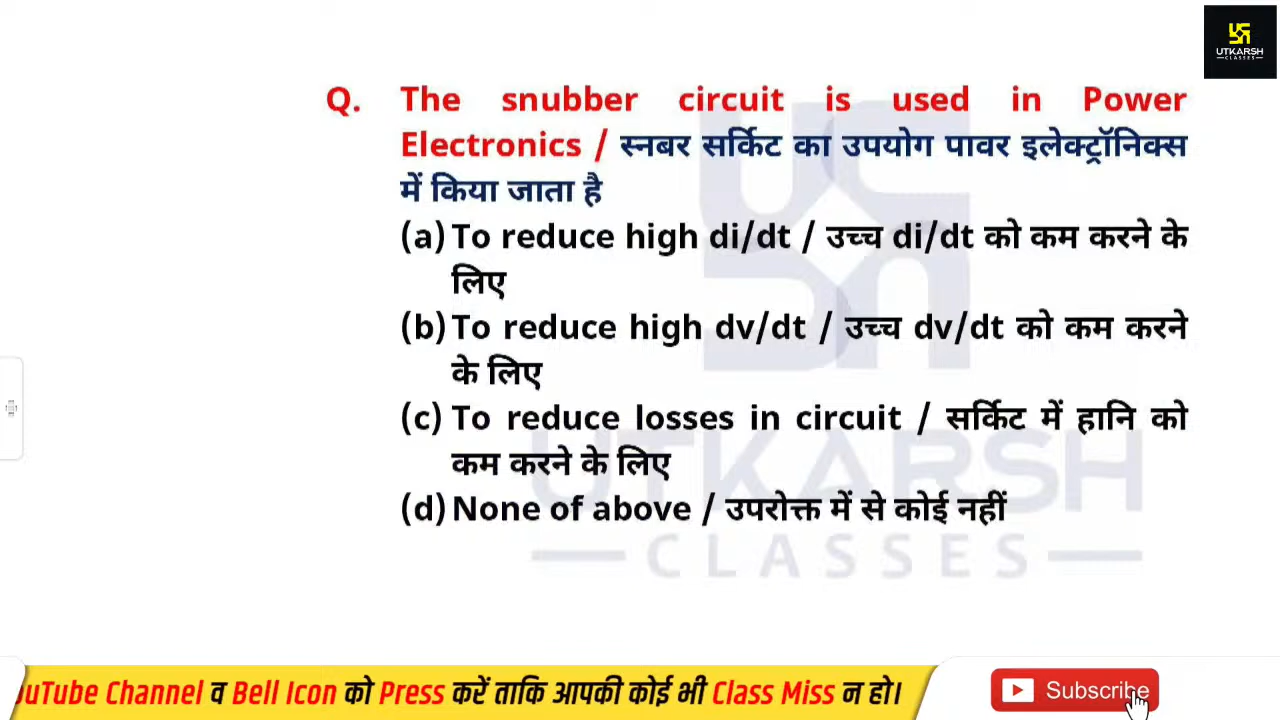 UTKARSH
CLASSES
Q. The snubber circuit is used in Power
Electronics / स्नबर सर्किट का उपयोग पावर इलेक्ट्रॉनिक्स
में किया जाता है
(a) To reduce high di/dt / उच्च di/dt को कम करने के
लिए
(b) To reduce high dv/dt / उच्च dv/dt को कम करने
के लिए
(c) To reduce losses in circuit / सर्किट में हानि को
कम करने के लिए
(d) None of above / उपरोक्त में से कोई नहीं
UTKARSH
CLASSES
ouTube Channel व Bell Icon को Press करें ताकि आपकी कोई भी Class Miss न हो।
Subscribe